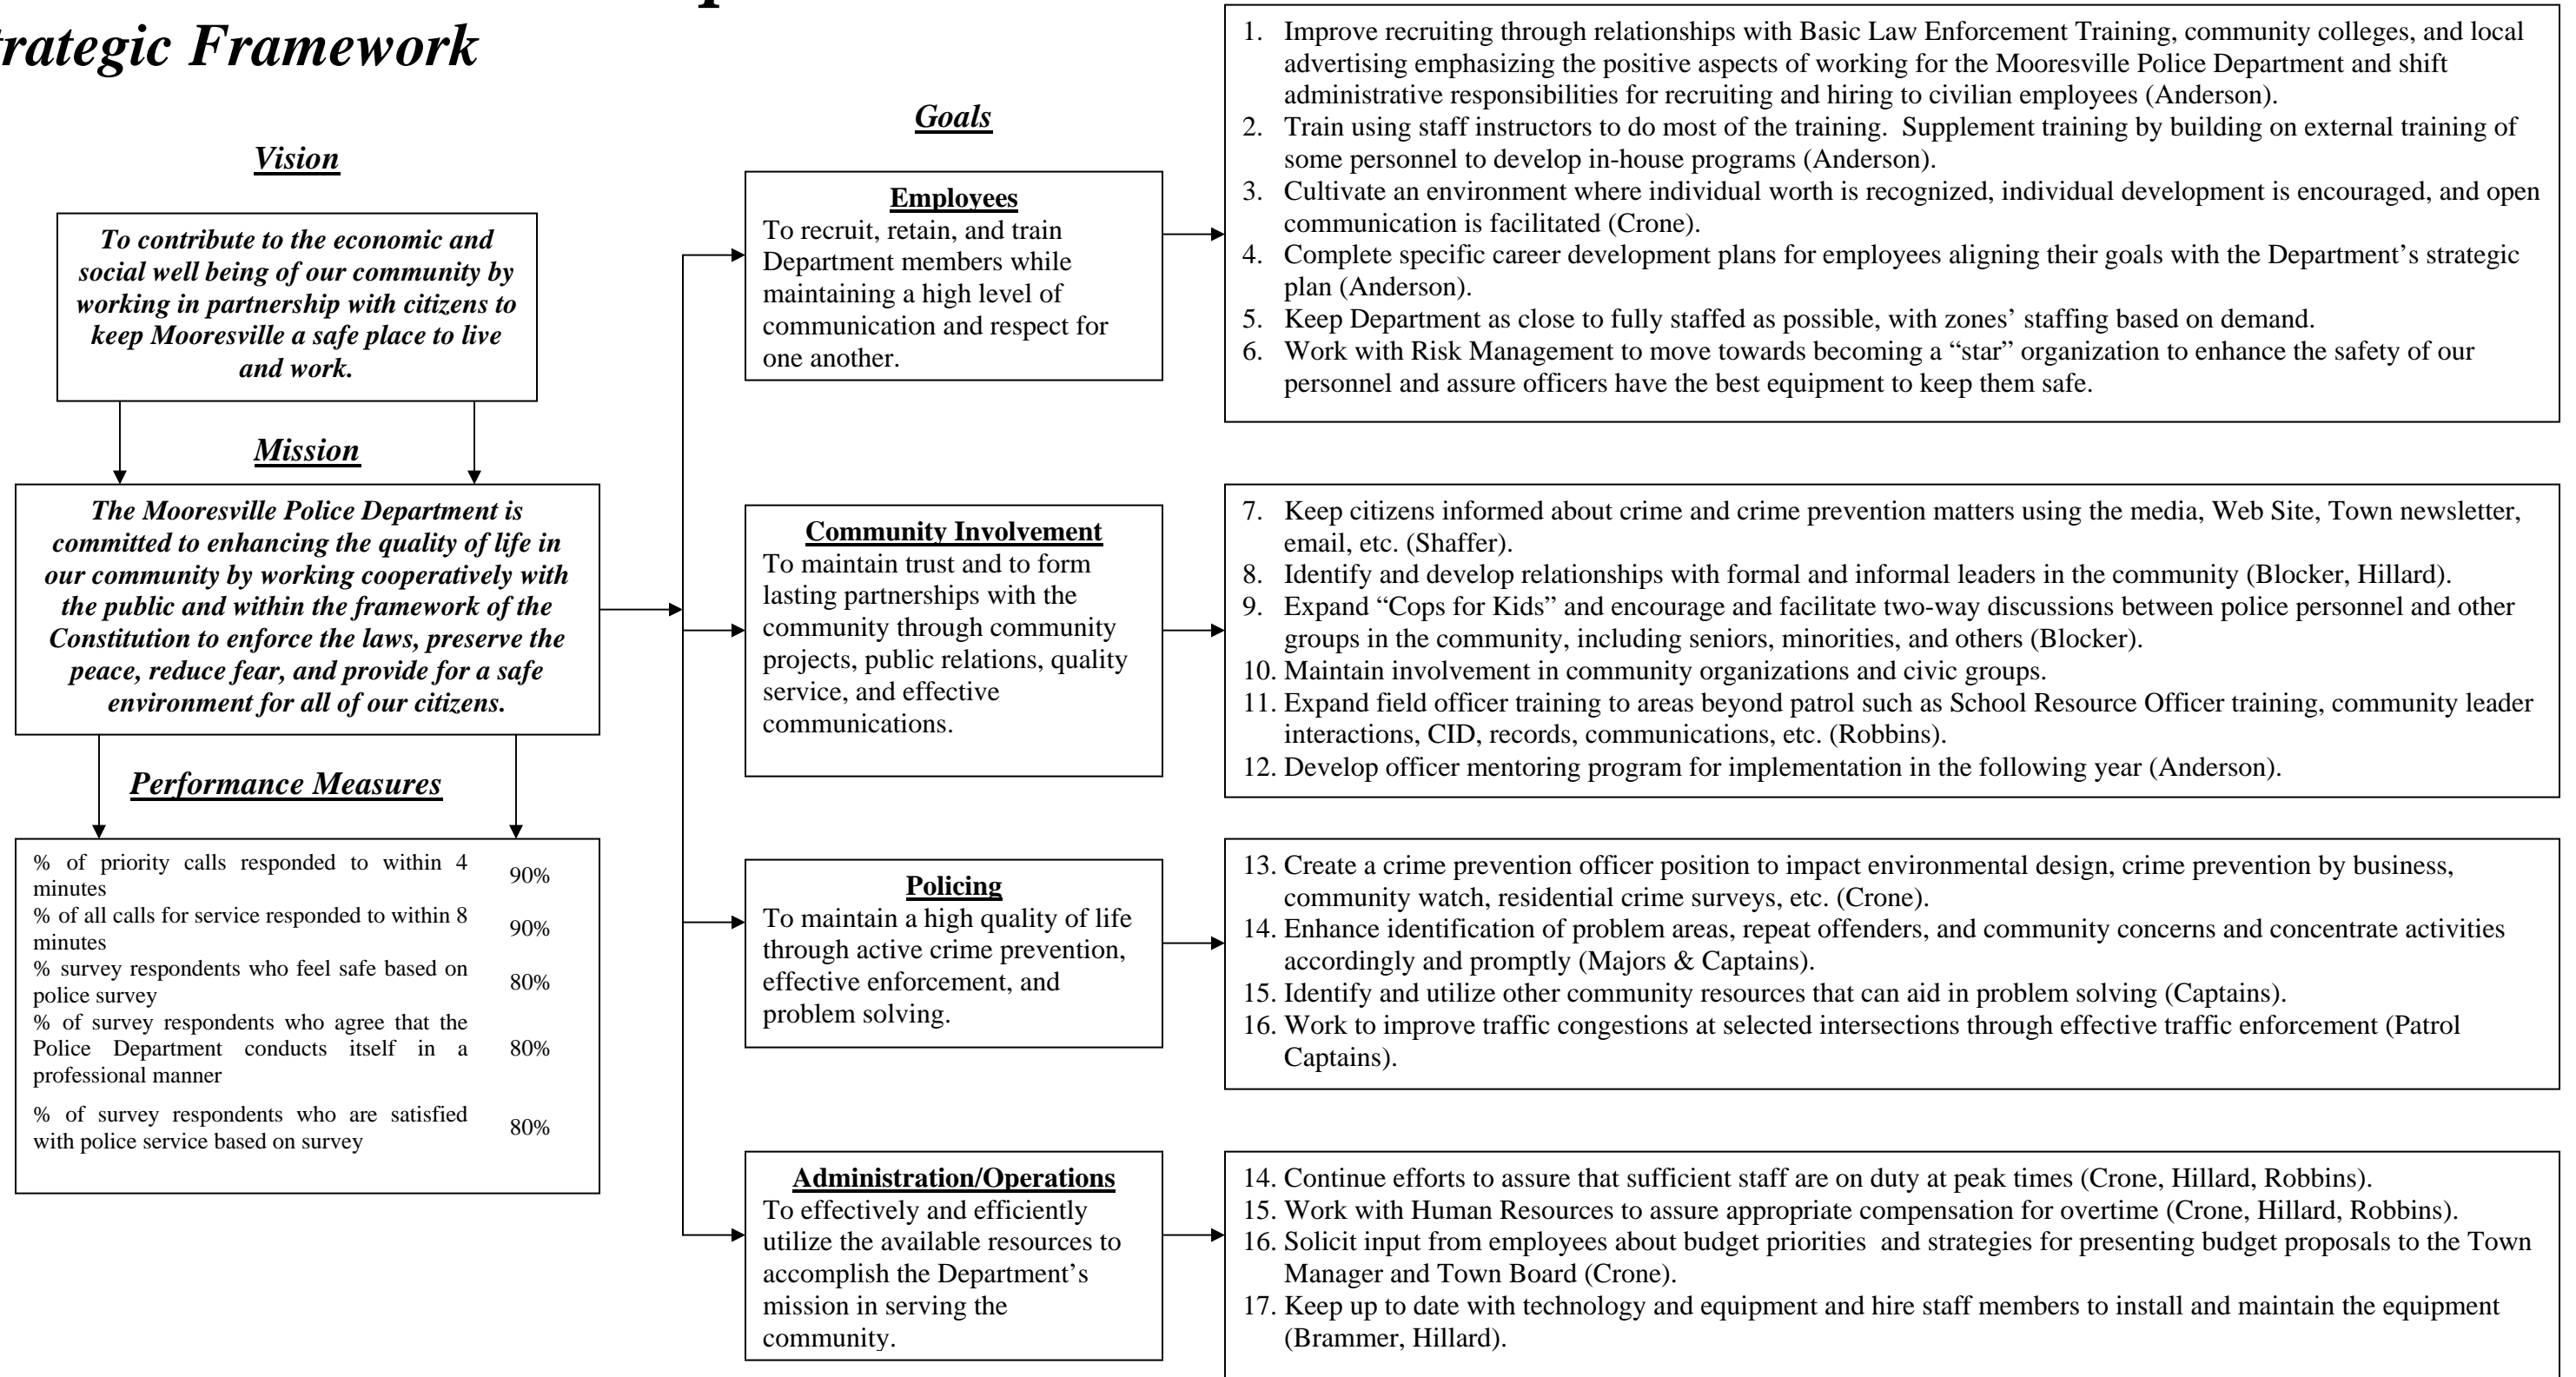 trategic Framework
Vision
To contribute to the economic and
social well being of our community by
working in partnership with citizens to
keep Mooresville a safe place to live
and work.
Mission
The Mooresville Police Department is
committed to enhancing the quality of life in
our community by working cooperatively with
the public and within the framework of the
Constitution to enforce the laws, preserve the
peace, reduce fear, and provide for a safe
environment for all of our citizens.
Performance Measures
% of priority calls responded to within 4
minutes
90%
% of all calls for service responded to within 8
minutes
90%
% survey respondents who feel safe based on
police survey
80%
% of survey respondents who agree that the
Police Department conducts itself in a
professional manner
80%
% of survey respondents who are satisfied
with police service based on survey
80%
Goals
Employees
To recruit, retain, and train
Department members while
maintaining a high level of
communication and respect for
one another.
1. Improve recruiting through relationships with Basic Law Enforcement Training, community colleges, and local
advertising emphasizing the positive aspects of working for the Mooresville Police Department and shift
administrative responsibilities for recruiting and hiring to civilian employees (Anderson).
2. Train using staff instructors to do most of the training.  Supplement training by building on external training of
some personnel to develop in-house programs (Anderson).
3. Cultivate an environment where individual worth is recognized, individual development is encouraged, and open
communication is facilitated (Crone).
4. Complete specific career development plans for employees aligning their goals with the Department’s strategic
plan (Anderson).
5. Keep Department as close to fully staffed as possible, with zones’ staffing based on demand.
6. Work with Risk Management to move towards becoming a “star” organization to enhance the safety of our
personnel and assure officers have the best equipment to keep them safe.
Community Involvement
To maintain trust and to form
lasting partnerships with the
community through community
projects, public relations, quality
service, and effective
communications.
7. Keep citizens informed about crime and crime prevention matters using the media, Web Site, Town newsletter,
email, etc. (Shaffer).
8. Identify and develop relationships with formal and informal leaders in the community (Blocker, Hillard).
9. Expand “Cops for Kids” and encourage and facilitate two-way discussions between police personnel and other
groups in the community, including seniors, minorities, and others (Blocker).
10. Maintain involvement in community organizations and civic groups.
11. Expand field officer training to areas beyond patrol such as School Resource Officer training, community leader
interactions, CID, records, communications, etc. (Robbins).
12. Develop officer mentoring program for implementation in the following year (Anderson).
Policing
To maintain a high quality of life
through active crime prevention,
effective enforcement, and
problem solving.
13. Create a crime prevention officer position to impact environmental design, crime prevention by business,
community watch, residential crime surveys, etc. (Crone).
14. Enhance identification of problem areas, repeat offenders, and community concerns and concentrate activities
accordingly and promptly (Majors & Captains).
15. Identify and utilize other community resources that can aid in problem solving (Captains).
16. Work to improve traffic congestions at selected intersections through effective traffic enforcement (Patrol
Captains).
Administration/Operations
To effectively and efficiently
utilize the available resources to
accomplish the Department’s
mission in serving the
community.
14. Continue efforts to assure that sufficient staff are on duty at peak times (Crone, Hillard, Robbins).
15. Work with Human Resources to assure appropriate compensation for overtime (Crone, Hillard, Robbins).
16. Solicit input from employees about budget priorities  and strategies for presenting budget proposals to the Town
Manager and Town Board (Crone).
17. Keep up to date with technology and equipment and hire staff members to install and maintain the equipment
(Brammer, Hillard).